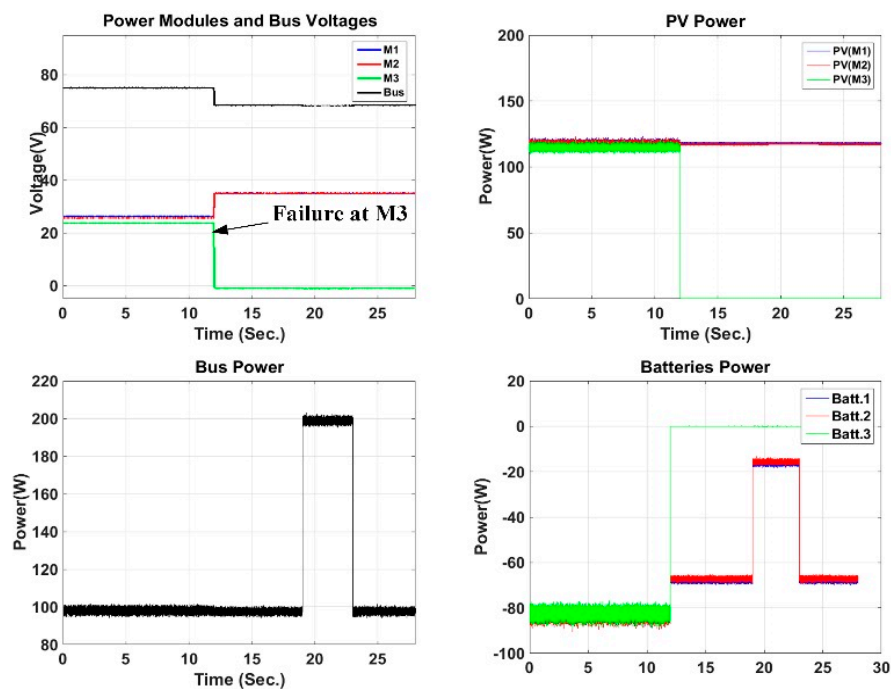 Power Modules and Bus Voltages
M1
M2
M3
Bus
Voltage(V)
80
60
40
20
0
Failure at M3
0 5 10 15 20 25
Time (Sec.)
PV Power
PV(M1)
PV(M2)
PV(M3)
Power(W)
200
150
100
50
0
0 5 10 15 20 25 30
Time (Sec.)
Bus Power
Power(W)
220
200
180
160
140
120
100
80
0 5 10 15 20 25
Time (Sec.)
Batteries Power
Batt.1
Batt.2
Batt.3
Power(W)
20
0
-20
-40
-60
-80
-100
0 5 10 15 20 25 30
Time (Sec.)